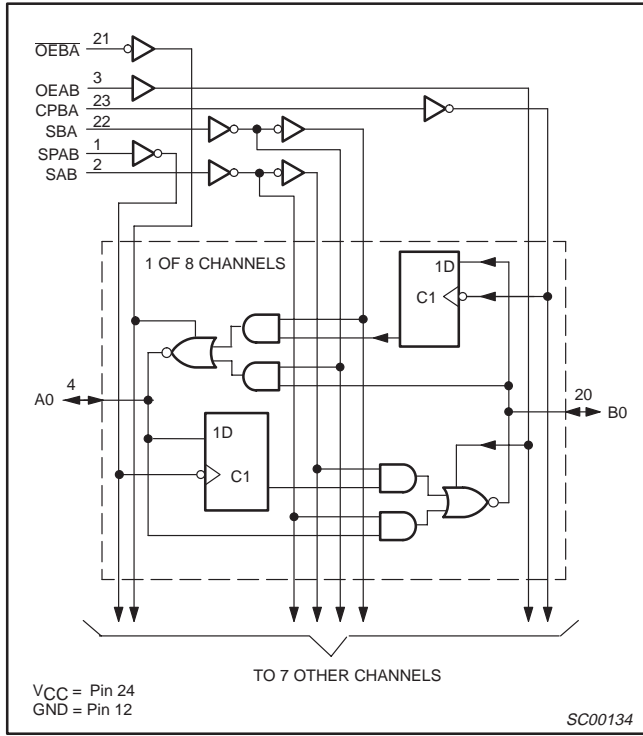 OEBA 21
OEAB 3
CPBA 23
SBA 22
SPAB 1
SAB 2
1 OF 8 CHANNELS
1D
C1
A0 4
20 B0
1D
C1
TO 7 OTHER CHANNELS
VCC = Pin 24
GND = Pin 12
SC00134